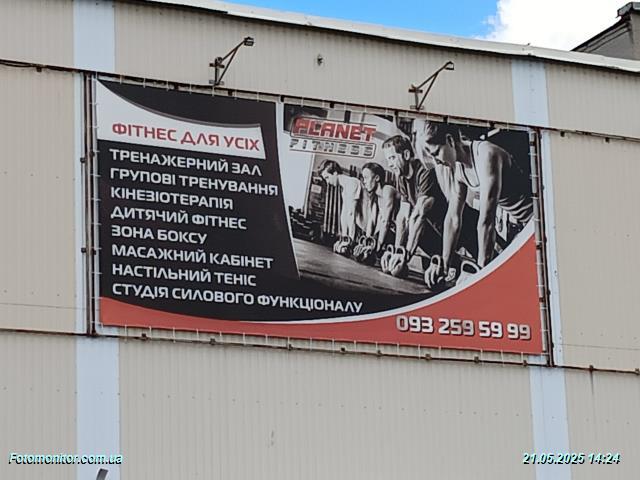 ФІТНЕС ДЛЯ УСІХ
ТРЕНАЖЕРНИЙ ЗАЛ
ГРУПОВІ ТРЕНУВАННЯ
КІНЕЗІОТЕРАПІЯ
ДИТЯЧИЙ ФІТНЕС
ЗОНА БОКСУ
МАСАЖНИЙ КАБІНЕТ
НАСТІЛЬНИЙ ТЕНІС
СТУДІЯ СИЛОВОГО ФУНКЦІОНАЛУ
PLANET
FITNESS
093 259 59 99
Fotomonitor.com.ua
21.05.2025 14:24